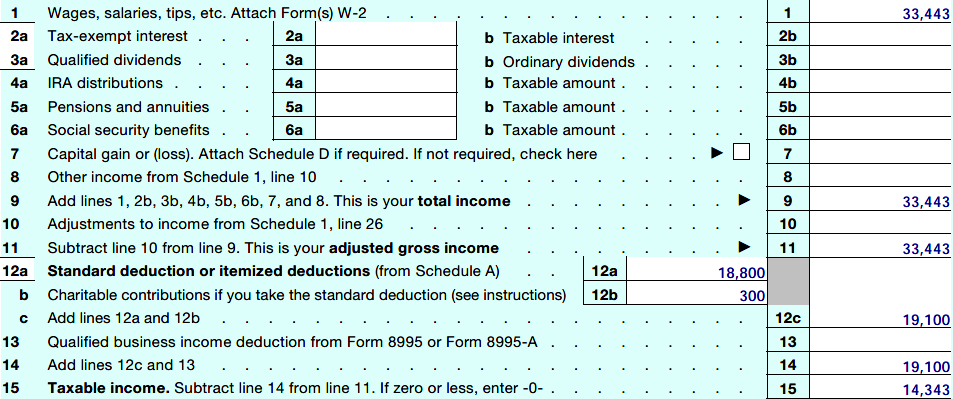 1 Wages, salaries, tips, etc. Attach Form(s) W-2 . . . . . . . . . . . . . . . . 1 33,443
2a Tax-exempt interest . . . 2a b Taxable interest . . . . . 2b
3a Qualified dividends . . . 3a b Ordinary dividends . . . . . 3b
4a IRA distributions . . . . 4a b Taxable amount . . . . . . 4b
5a Pensions and annuities . . 5a b Taxable amount . . . . . . 5b
6a Social security benefits . . 6a b Taxable amount . . . . . . 6b
7 Capital gain or (loss). Attach Schedule D if required. If not required, check here . . . . ▶ 7
8 Other income from Schedule 1, line 10 . . . . . . . . . . . . . . . . . . 8
9 Add lines 1, 2b, 3b, 4b, 5b, 6b, 7, and 8. This is your total income . . . . . . . . . ▶ 9 33,443
10 Adjustments to income from Schedule 1, line 26 . . . . . . . . . . . . . . . 10
11 Subtract line 10 from line 9. This is your adjusted gross income . . . . . . . . . ▶ 11 33,443
12a Standard deduction or itemized deductions (from Schedule A) . . 12a 18,800
b Charitable contributions if you take the standard deduction (see instructions) 12b 300
c Add lines 12a and 12b . . . . . . . . . . . . . . . . . . . . . . . 12c 19,100
13 Qualified business income deduction from Form 8995 or Form 8995-A . . . . . . . . . 13
14 Add lines 12c and 13 . . . . . . . . . . . . . . . . . . . . . . . 14 19,100
15 Taxable income. Subtract line 14 from line 11. If zero or less, enter -0- . . . . . . . . . 15 14,343